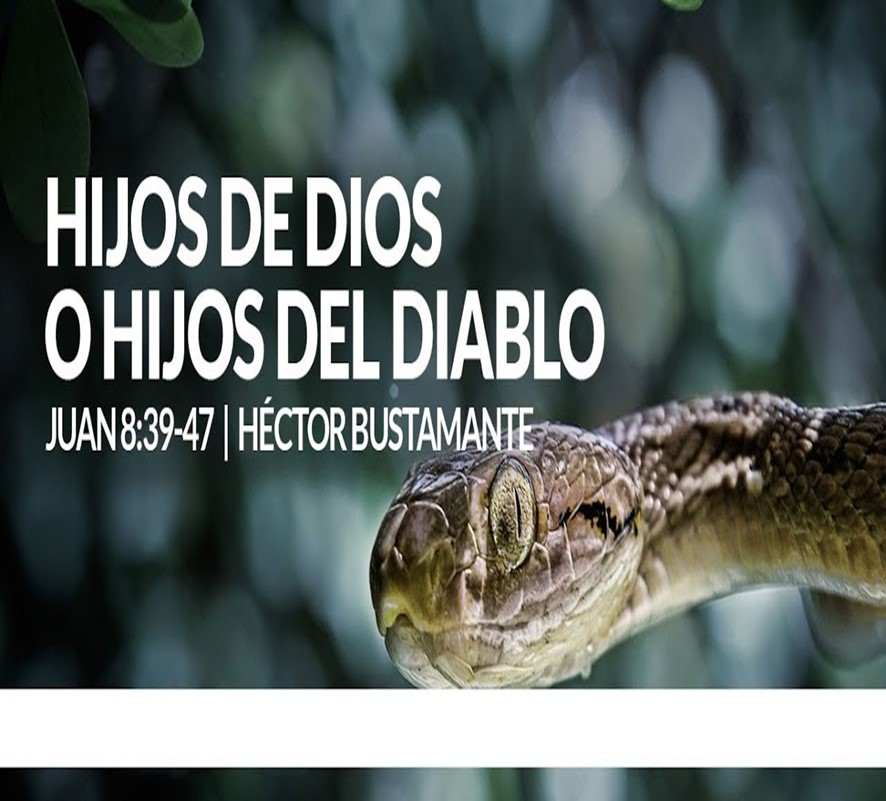 HIJOS DE DIOS
O HIJOS DEL DIABLO
JUAN 8:39-47 | HÉCTOR BUSTAMANTE